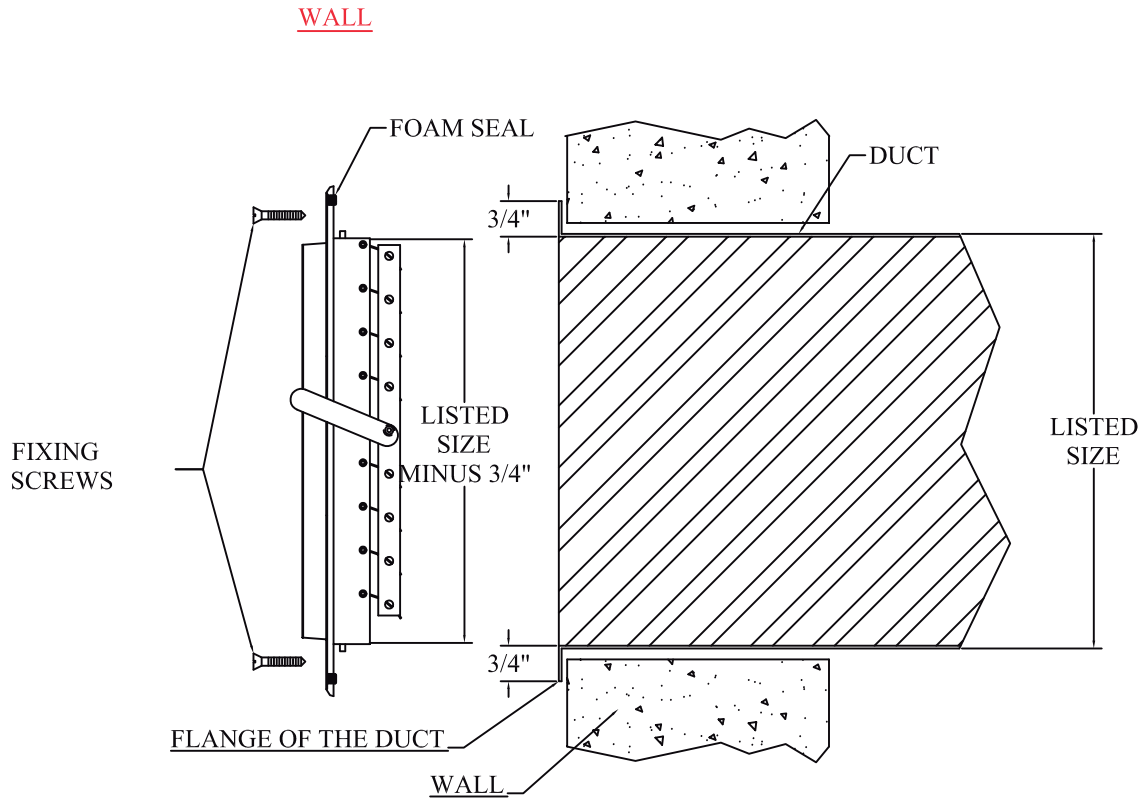 WALL
FOAM SEAL
DUCT
3/4"
LISTED
SIZE
MINUS 3/4"
LISTED
SIZE
FIXING
SCREWS
3/4"
FLANGE OF THE DUCT
WALL